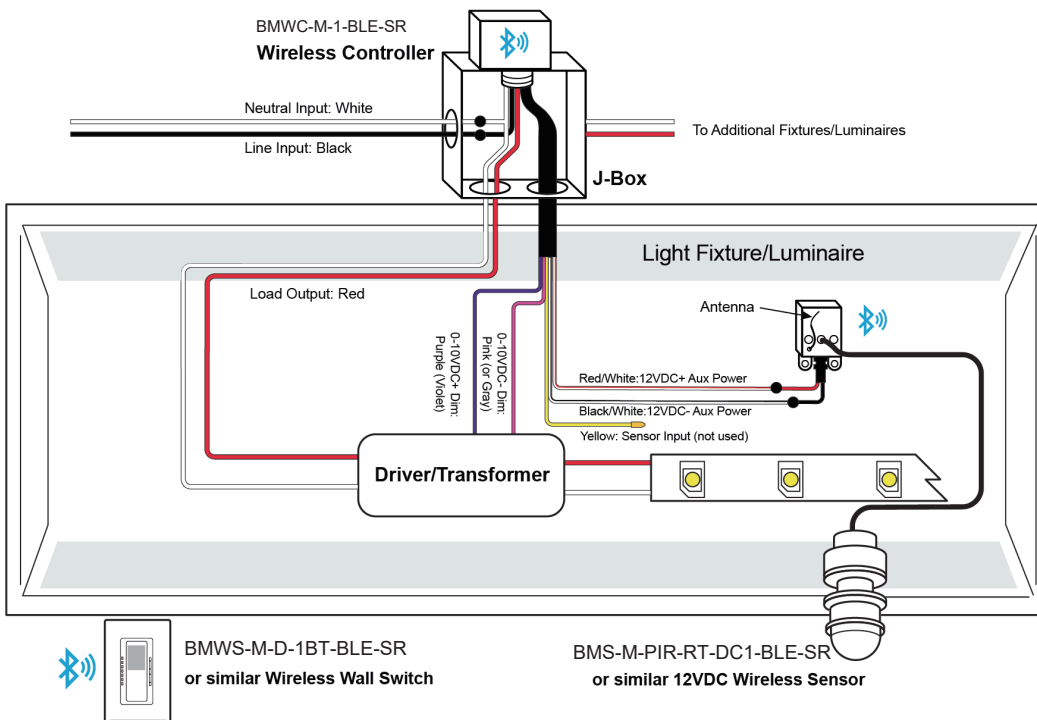 BMWC-M-1-BLE-SR
Wireless Controller
Neutral Input: White
Line Input: Black
To Additional Fixtures/Luminaires
J-Box
Light Fixture/Luminaire
Load Output: Red
Antenna
0-10VDC+ Dim:
Purple (Violet)
0-10VDC- Dim:
Pink (or Gray)
Red/White:12VDC+ Aux Power
Black/White:12VDC- Aux Power
Yellow: Sensor Input (not used)
Driver/Transformer
BMWS-M-D-1BT-BLE-SR
or similar Wireless Wall Switch
BMS-M-PIR-RT-DC1-BLE-SR
or similar 12VDC Wireless Sensor